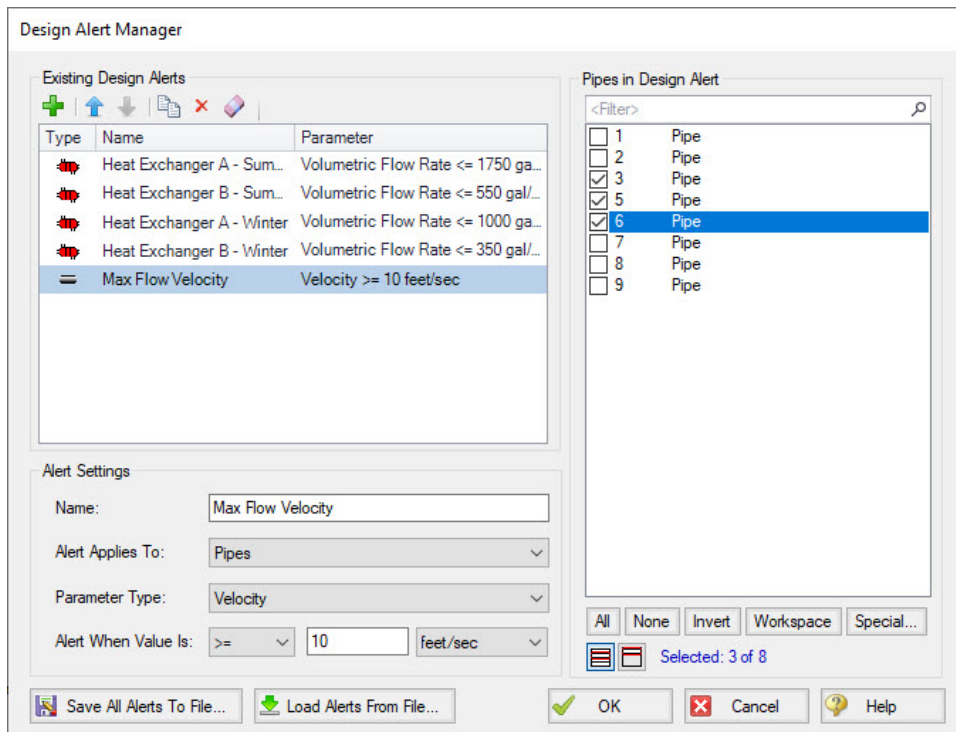 Design Alert Manager
Existing Design Alerts
Type Name Parameter
Heat Exchanger A - Sum... Volumetric Flow Rate <= 1750 ga...
Heat Exchanger B - Sum... Volumetric Flow Rate <= 550 gal/...
Heat Exchanger A - Winter Volumetric Flow Rate <= 1000 ga...
Heat Exchanger B - Winter Volumetric Flow Rate <= 350 gal/...
Max Flow Velocity Velocity >= 10 feet/sec
Alert Settings
Name: Max Flow Velocity
Alert Applies To: Pipes
Parameter Type: Velocity
Alert When Value Is: >= 10 feet/sec
Pipes in Design Alert
<Filter>
1 Pipe
2 Pipe
3 Pipe
5 Pipe
6 Pipe
7 Pipe
8 Pipe
9 Pipe
All None Invert Workspace Special...
Selected: 3 of 8
Save All Alerts To File... Load Alerts From File... OK Cancel Help